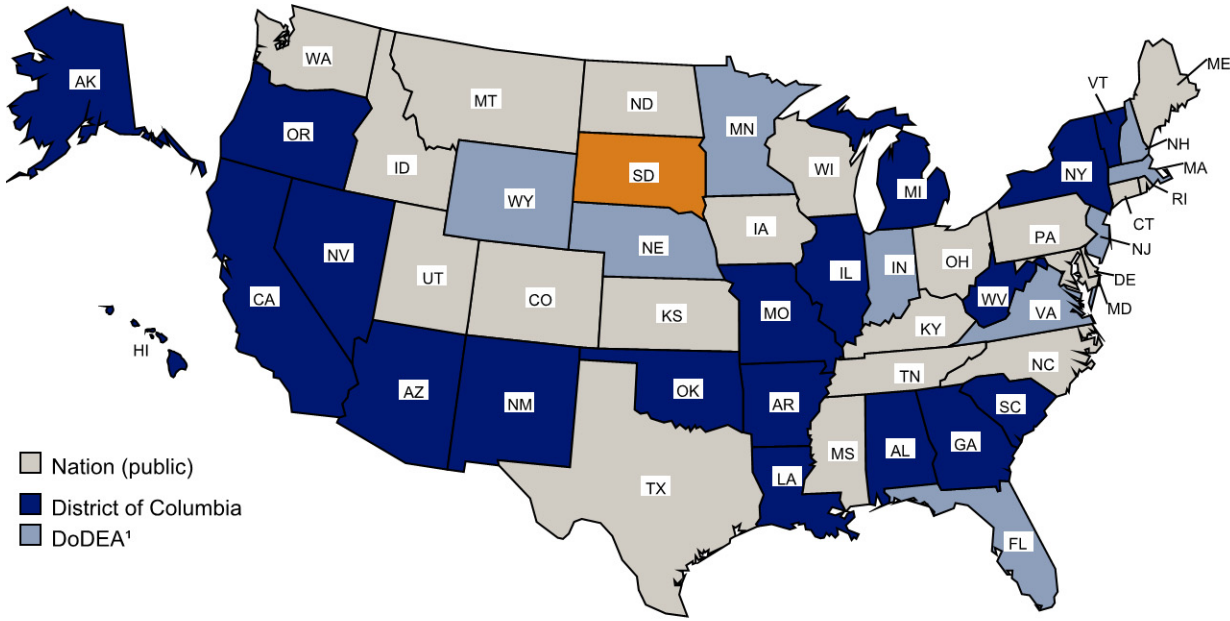 AK
WA
OR
ID
MT
ND
MN
SD
WY
NE
WI
MI
IA
NV
UT
CO
CA
KS
MO
IL
IN
OH
PA
NY
VT
ME
NH
MA
RI
CT
NJ
DE
MD
WV
VA
KY
NC
TN
SC
HI
AZ
NM
OK
AR
MS
AL
GA
LA
TX
FL
Nation (public)
District of Columbia
DoDEA¹